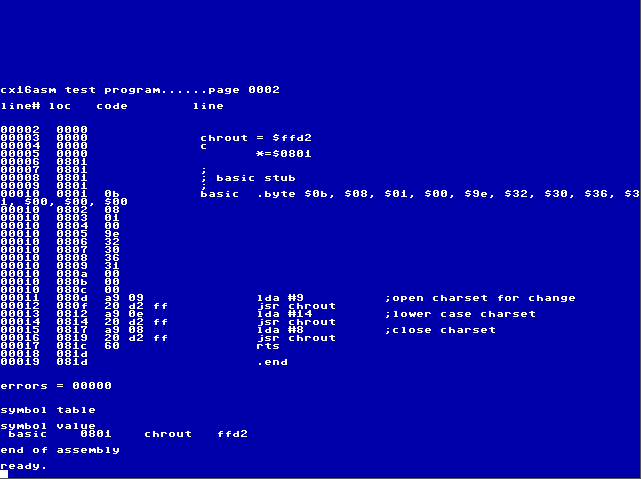 cx16asm test program......page 0002
line# loc   code        line
00002  0000
00003  0000              chrout = $ffd2
00004  0000              c
00005  0000                     *=$0801
00006  0801
00007  0801              ;
00008  0801              ; basic stub
00009  0801              ;
00010  0801  0b          basic  .byte $0b, $08, $01, $00, $9e, $32, $30, $36, $3
1, $00, $00, $00
00010  0802  08
00010  0803  01
00010  0804  00
00010  0805  9e
00010  0806  32
00010  0807  30
00010  0808  36
00010  0809  31
00010  080a  00
00010  080b  00
00010  080c  00
00011  080d  a9 09              lda #9          ;open charset for change
00012  080f  20 d2 ff           jsr chrout
00013  0812  a9 0e              lda #14         ;lower case charset
00014  0814  20 d2 ff           jsr chrout
00015  0817  a9 08              lda #8          ;close charset
00016  0819  20 d2 ff           jsr chrout
00017  081c  60                 rts
00018  081d
00019  081d                     .end
errors = 00000
symbol table
symbol value
 basic    0801    chrout   ffd2
end of assembly
ready.